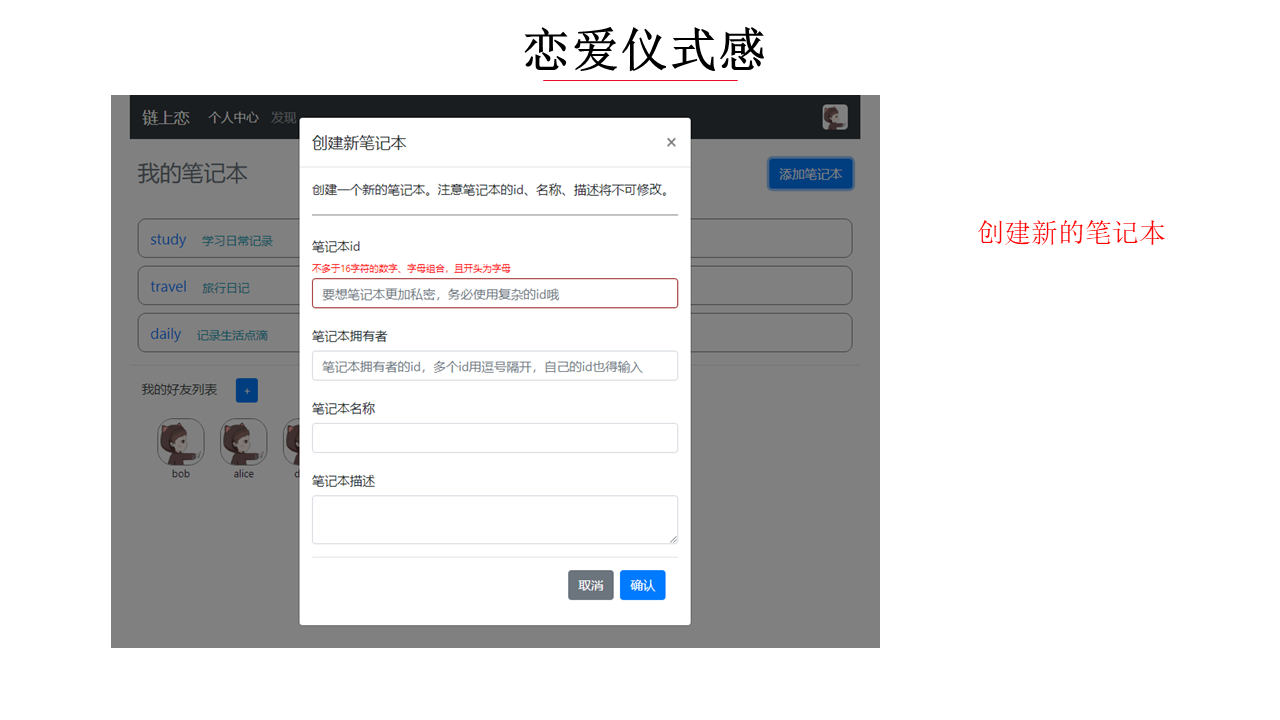 恋爱仪式感
链上恋 个人中心 发现
创建新笔记本 ×
我的笔记本
添加笔记本
创建一个新的笔记本。注意笔记本的id、名称、描述将不可修改。
创建新的笔记本
study 学习日常记录
笔记本id
不多于16字符的数字、字母组合，且开头为字母
travel 旅行日记
要想笔记本更加私密，务必使用复杂的id哦
daily 记录生活点滴
笔记本拥有者
笔记本拥有者的id，多个id用逗号隔开，自己的id也得输入
我的好友列表 +
笔记本名称
bob alice d
笔记本描述
取消 确认